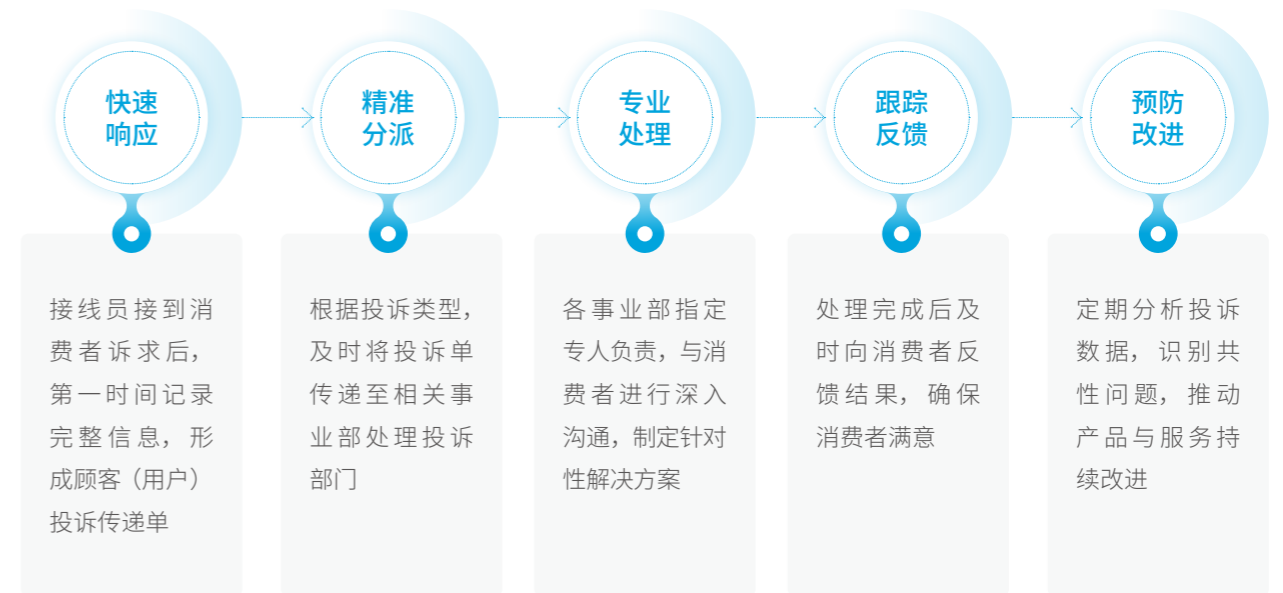 快速
响应
精准
分派
专业
处理
跟踪
反馈
预防
改进
接线员接到消
费者诉求后，
第一时间记录
完整信息，形
成顾客（用户）
投诉传递单
根据投诉类型，
及时将投诉单
传递至相关事
业部处理投诉
部门
各事业部指定
专人负责，与消
费者进行深入
沟通，制定针对
性解决方案
处理完成后及
时向消费者反
馈结果，确保
消费者满意
定期分析投诉
数据，识别共
性问题，推动
产品与服务持
续改进